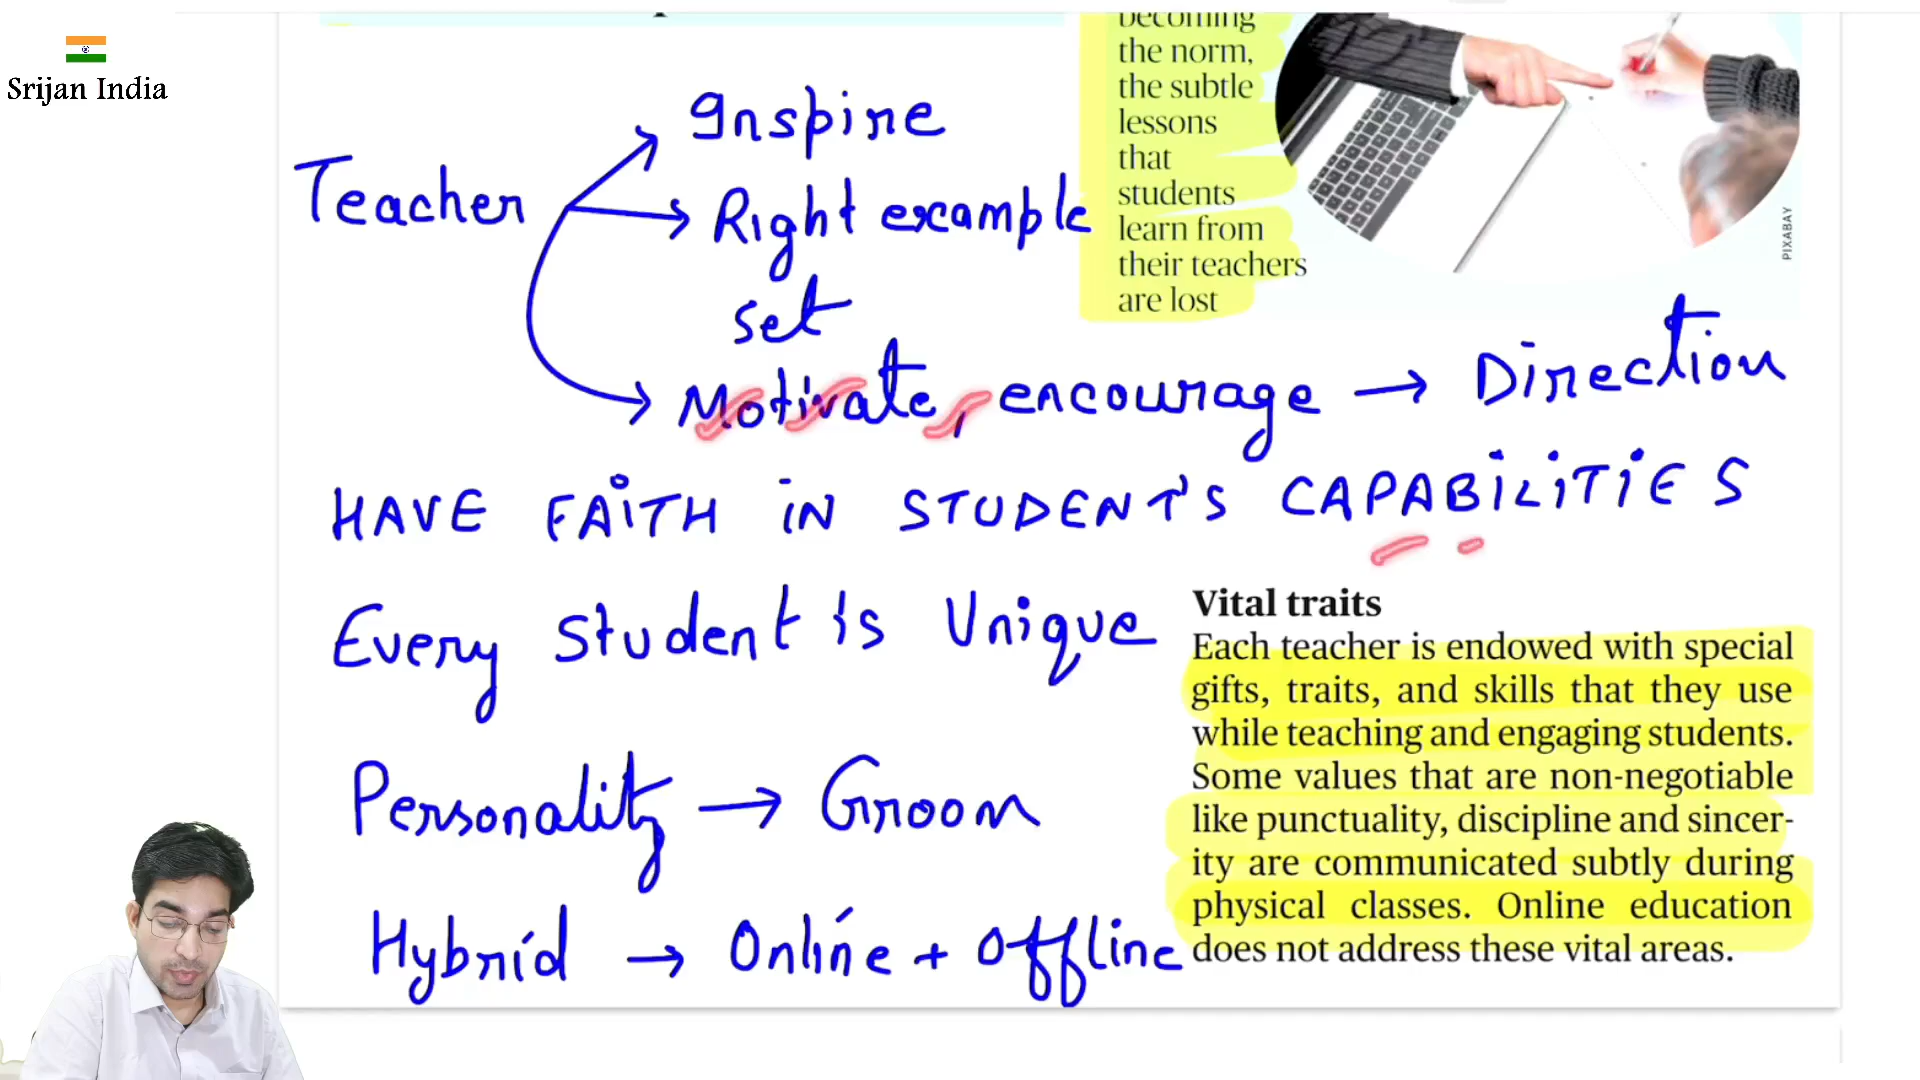 Srijan India
becoming
the norm,
the subtle
lessons
that
students
learn from
their teachers
are lost
PIXABAY
Teacher
Inspire
Right example
set
Motivate, encourage → Direction
HAVE FAiTH iN STUDENT'S CAPABiLiTiES
Every student is Unique
Personality → Groom
Hybrid → Online + Offline
Vital traits
Each teacher is endowed with special
gifts, traits, and skills that they use
while teaching and engaging students.
Some values that are non-negotiable
like punctuality, discipline and sincer-
ity are communicated subtly during
physical classes. Online education
does not address these vital areas.